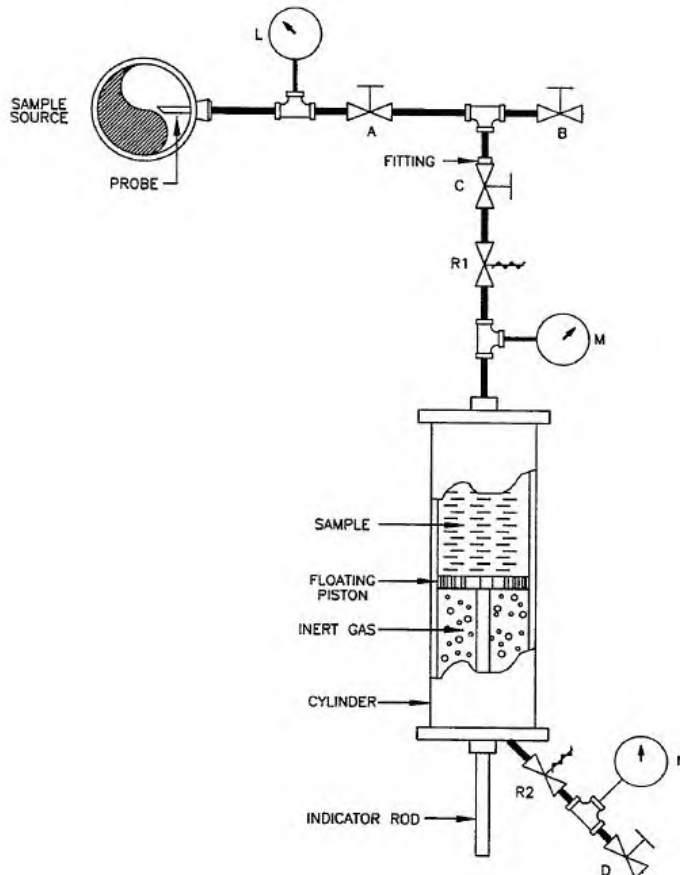 L
SAMPLE
SOURCE
A
B
PROBE
FITTING
C
R1
M
SAMPLE
FLOATING
PISTON
INERT GAS
CYLINDER
R2
INDICATOR ROD
D